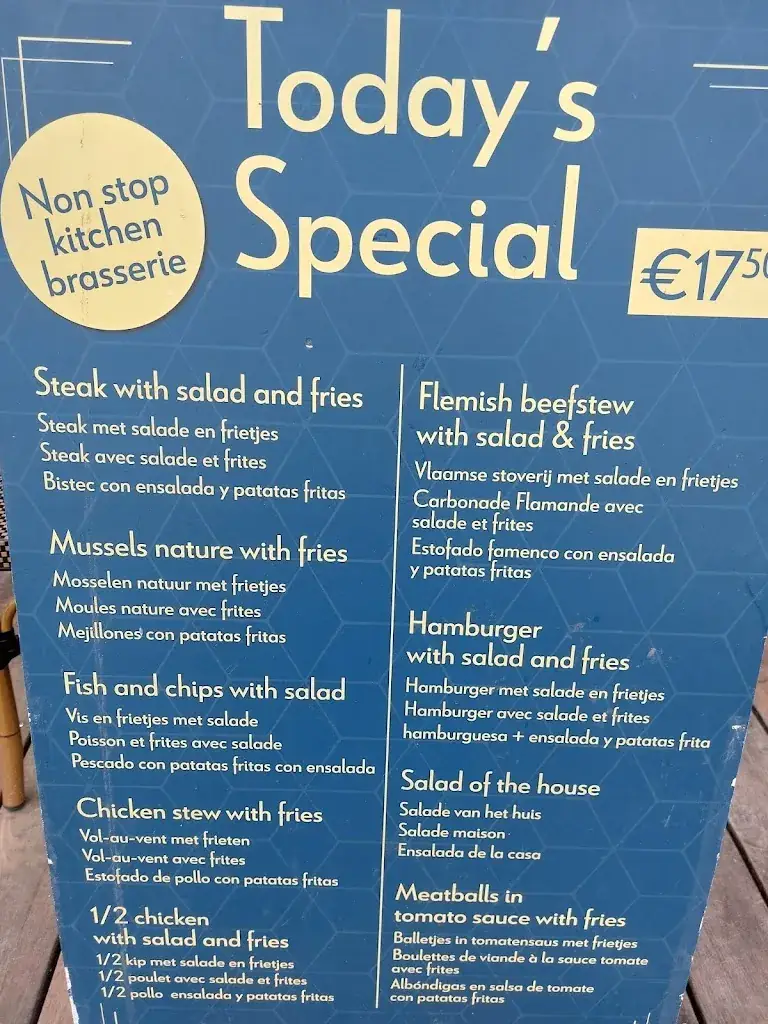 Today's
Special
Non stop
kitchen
brasserie
€17⁵⁰
Steak with salad and fries
Steak met salade en frietjes
Steak avec salade et frites
Bistec con ensalada y patatas fritas
Mussels nature with fries
Mosselen natuur met frietjes
Moules nature avec frites
Mejillones con patatas fritas
Fish and chips with salad
Vis en frietjes met salade
Poisson et frites avec salade
Pescado con patatas fritas con ensalada
Chicken stew with fries
Vol-au-vent met frieten
Vol-au-vent avec frites
Estofado de pollo con patatas fritas
1/2 chicken
with salad and fries
1/2 kip met salade en frietjes
1/2 poulet avec salade et frites
1/2 pollo ensalada y patatas fritas
Flemish beefstew
with salad & fries
Vlaamse stoverij met salade en frietjes
Carbonade Flamande avec
salade et frites
Estofado famenco con ensalada
y patatas fritas
Hamburger
with salad and fries
Hamburger met salade en frietjes
Hamburger avec salade et frites
hamburguesa + ensalada y patatas frita
Salad of the house
Salade van het huis
Salade maison
Ensalada de la casa
Meatballs in
tomato sauce with fries
Balletjes in tomatensaus met frietjes
Boulettes de viande à la sauce tomate
avec frites
Albóndigas en salsa de tomate
con patatas fritas